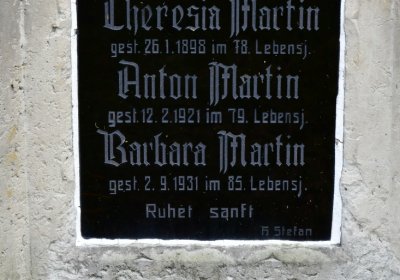 Theresia Martin
gest. 26.1.1898 im 78. Lebensj.
Anton Martin
gest. 12.2.1921 im 79. Lebensj.
Barbara Martin
gest. 2.9.1931 im 85. Lebensj.
Ruhet sanft
H. Stefan